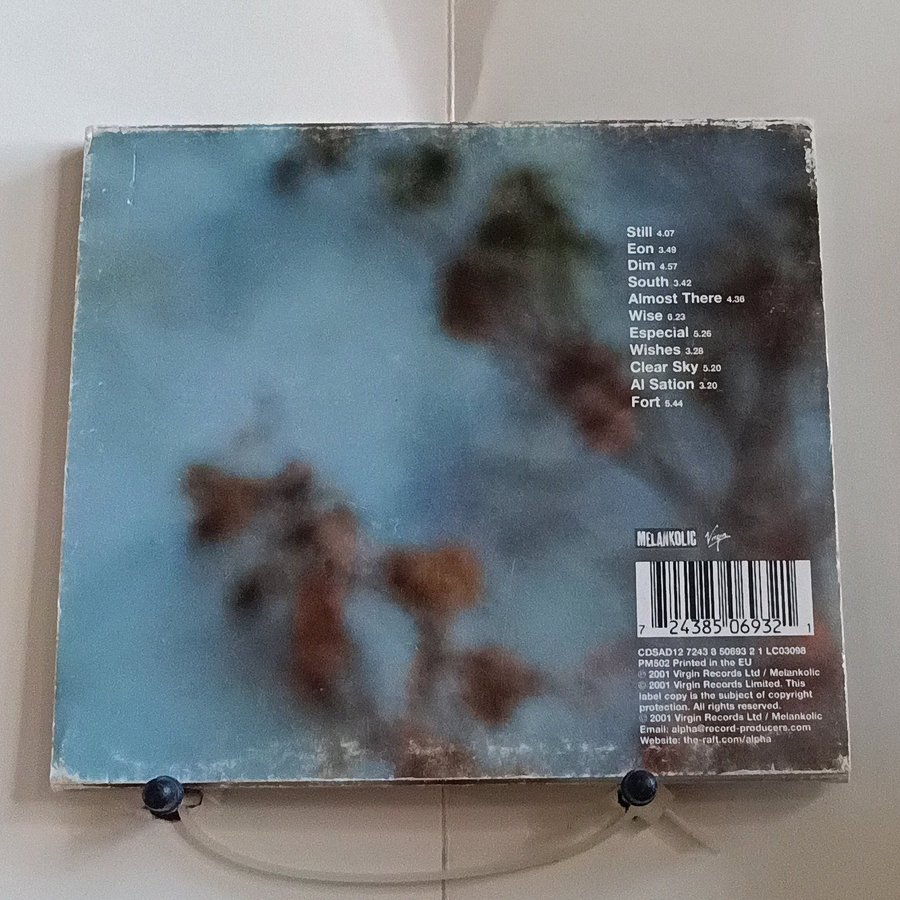 Still 4.07
Eon 3.49
Dim 4.57
South 3.42
Almost There 4.36
Wise 6.23
Especial 5.26
Wishes 3.28
Clear Sky 5.20
Al Sation 3.20
Fort 5.44
MELANKOLIC Virgin
7 24385 06932 1
CDSAD12 7243 8 50693 2 1 LC03098
PM502 Printed in the EU
℗ 2001 Virgin Records Ltd / Melankolic
© 2001 Virgin Records Limited. This
label copy is the subject of copyright
protection. All rights reserved.
© 2001 Virgin Records Ltd / Melankolic
Email: alpha@record-producers.com
Website: the-raft.com/alpha